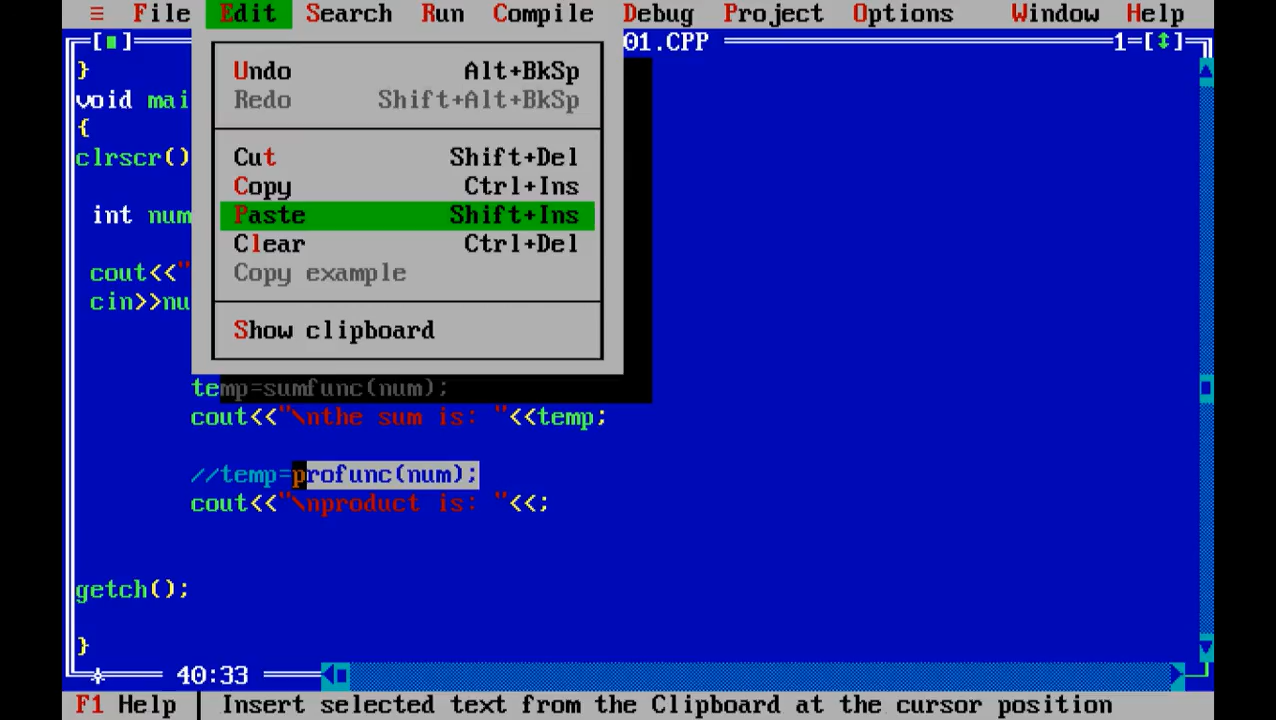 ≡ File Edit Search Run Compile Debug Project Options Window Help
01.CPP 1=[↕]
}
void mai
{
clrscr()
int num
cout<<"
cin>>nu
Undo Alt+BkSp
Redo Shift+Alt+BkSp
Cut Shift+Del
Copy Ctrl+Ins
Paste Shift+Ins
Clear Ctrl+Del
Copy example
Show clipboard
temp=sumfunc(num);
cout<<"\nthe sum is: "<<temp;
//temp=profunc(num);
cout<<"\nproduct is: "<<;
getch();
}
40:33
F1 Help | Insert selected text from the Clipboard at the cursor position